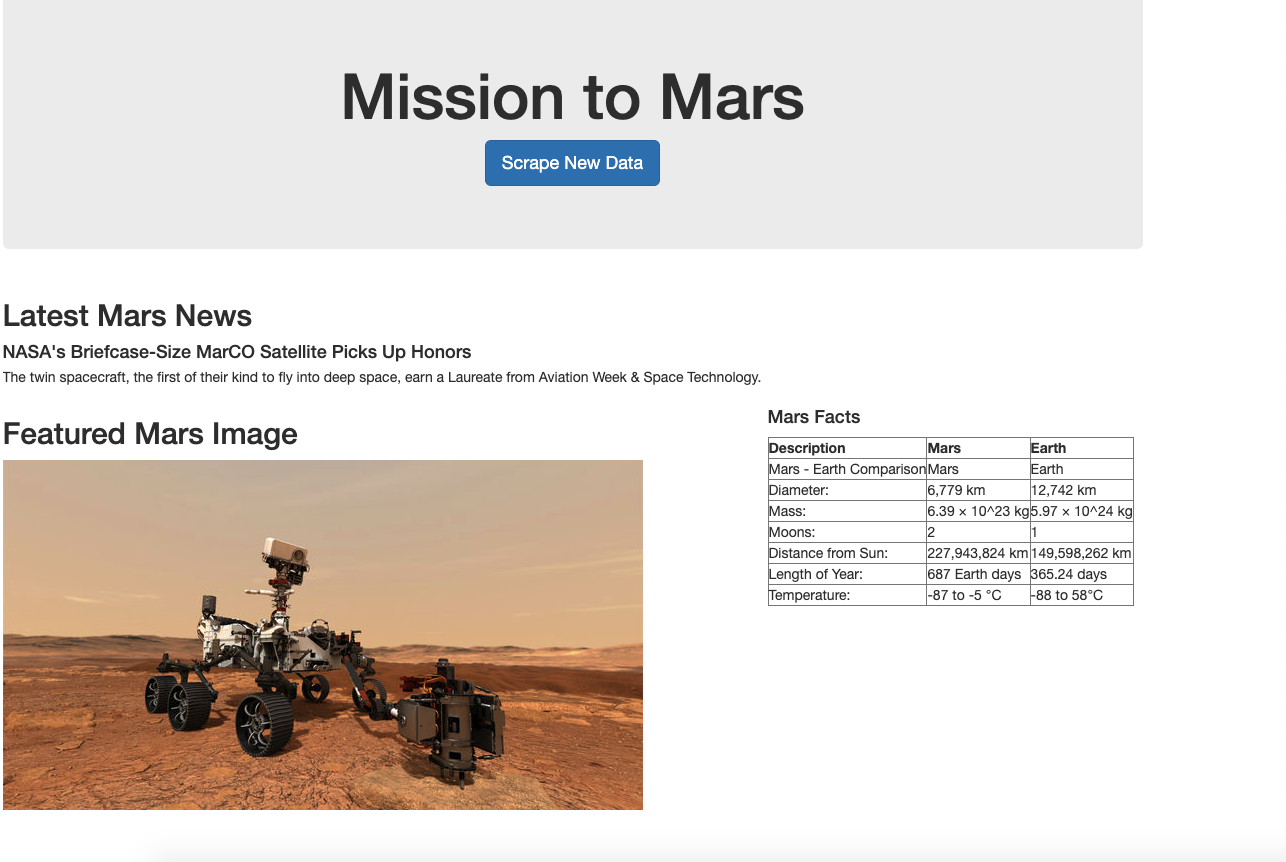 Mission to Mars
Scrape New Data
Latest Mars News
NASA's Briefcase-Size MarCO Satellite Picks Up Honors
The twin spacecraft, the first of their kind to fly into deep space, earn a Laureate from Aviation Week & Space Technology.
Featured Mars Image
Mars Facts
Description Mars Earth
Mars - Earth Comparison Mars Earth
Diameter: 6,779 km 12,742 km
Mass: 6.39 × 10^23 kg 5.97 × 10^24 kg
Moons: 2 1
Distance from Sun: 227,943,824 km 149,598,262 km
Length of Year: 687 Earth days 365.24 days
Temperature: -87 to -5 °C -88 to 58°C